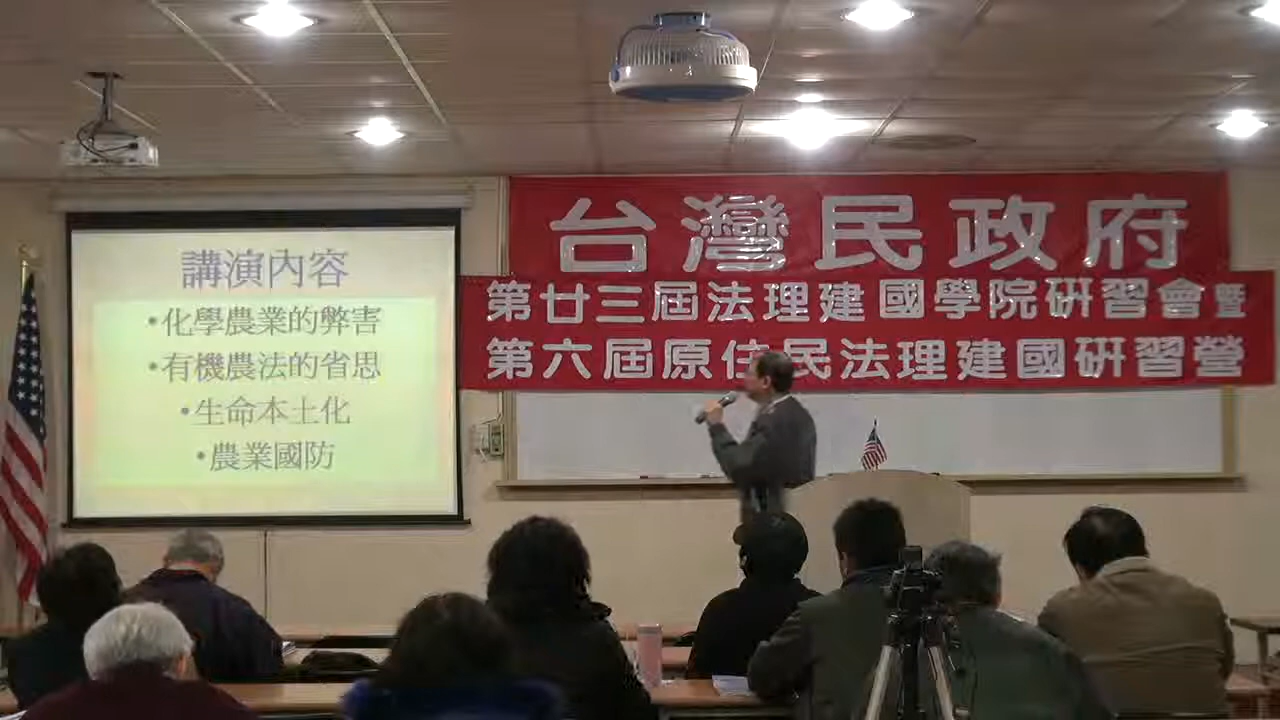 講演內容
•化學農業的弊害
•有機農法的省思
•生命本土化
•農業國防
台灣民政府
第廿三屆法理建國學院研習會暨
第六屆原住民法理建國研習營